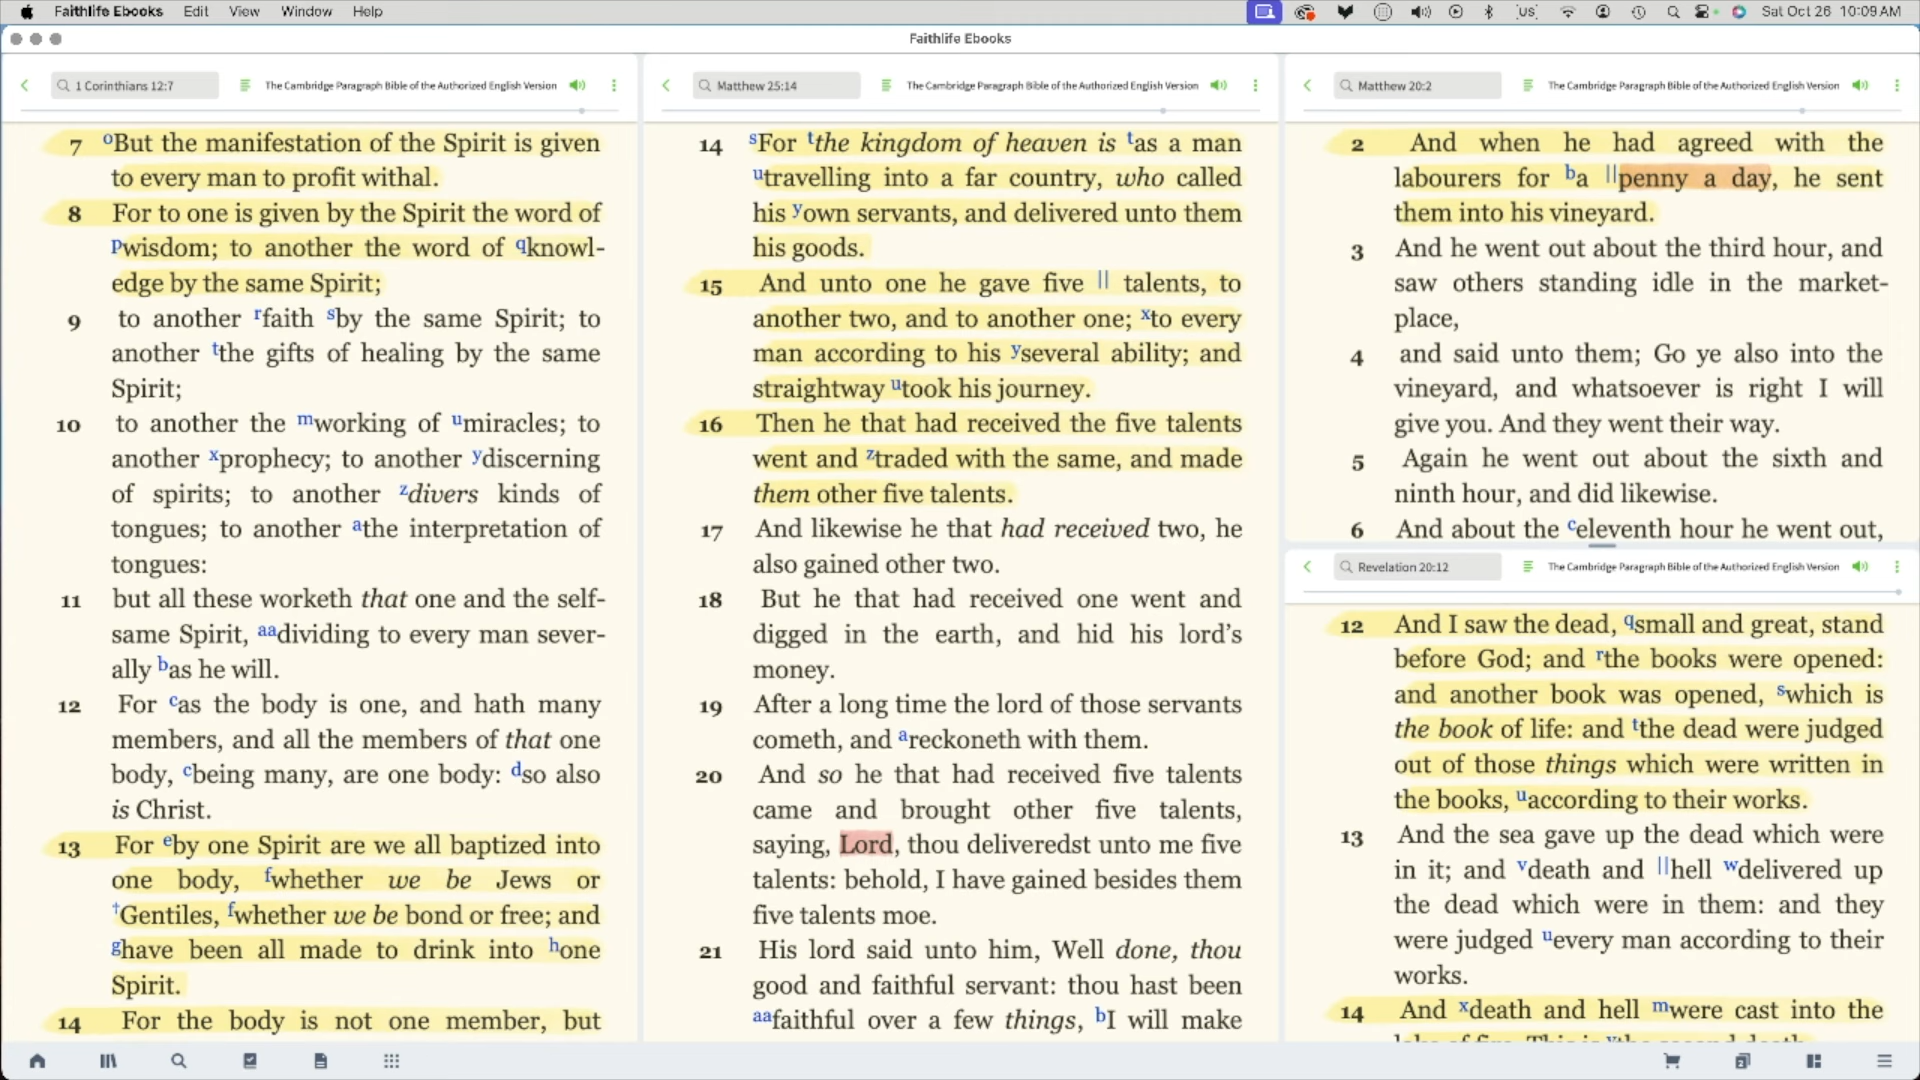 Faithlife Ebooks Edit View Window Help US Sat Oct 26 10:09 AM
Faithlife Ebooks
1 Corinthians 12:7 The Cambridge Paragraph Bible of the Authorized English Version
7 oBut the manifestation of the Spirit is given
to every man to profit withal.
8 For to one is given by the Spirit the word of
pwisdom; to another the word of qknowl-
edge by the same Spirit;
9 to another rfaith sby the same Spirit; to
another tthe gifts of healing by the same
Spirit;
10 to another the mworking of umiracles; to
another xprophecy; to another ydiscerning
of spirits; to another zdivers kinds of
tongues; to another athe interpretation of
tongues:
11 but all these worketh that one and the self-
same Spirit, aadividing to every man sever-
ally bas he will.
12 For cas the body is one, and hath many
members, and all the members of that one
body, cbeing many, are one body: dso also
is Christ.
13 For eby one Spirit are we all baptized into
one body, fwhether we be Jews or
†Gentiles, fwhether we be bond or free; and
ghave been all made to drink into hone
Spirit.
14 For the body is not one member, but
Matthew 25:14 The Cambridge Paragraph Bible of the Authorized English Version
14 sFor tthe kingdom of heaven is tas a man
utravelling into a far country, who called
his yown servants, and delivered unto them
his goods.
15 And unto one he gave five || talents, to
another two, and to another one; xto every
man according to his yseveral ability; and
straightway utook his journey.
16 Then he that had received the five talents
went and ztraded with the same, and made
them other five talents.
17 And likewise he that had received two, he
also gained other two.
18 But he that had received one went and
digged in the earth, and hid his lord's
money.
19 After a long time the lord of those servants
cometh, and areckoneth with them.
20 And so he that had received five talents
came and brought other five talents,
saying, Lord, thou deliveredst unto me five
talents: behold, I have gained besides them
five talents moe.
21 His lord said unto him, Well done, thou
good and faithful servant: thou hast been
aafaithful over a few things, bI will make
Matthew 20:2 The Cambridge Paragraph Bible of the Authorized English Version
2 And when he had agreed with the
labourers for ba ||penny a day, he sent
them into his vineyard.
3 And he went out about the third hour, and
saw others standing idle in the market-
place,
4 and said unto them; Go ye also into the
vineyard, and whatsoever is right I will
give you. And they went their way.
5 Again he went out about the sixth and
ninth hour, and did likewise.
6 And about the celeventh hour he went out,
Revelation 20:12 The Cambridge Paragraph Bible of the Authorized English Version
12 And I saw the dead, qsmall and great, stand
before God; and rthe books were opened:
and another book was opened, swhich is
the book of life: and tthe dead were judged
out of those things which were written in
the books, uaccording to their works.
13 And the sea gave up the dead which were
in it; and vdeath and ||hell wdelivered up
the dead which were in them: and they
were judged uevery man according to their
works.
14 And xdeath and hell mwere cast into the
lake of fire. This is ythe second death
2